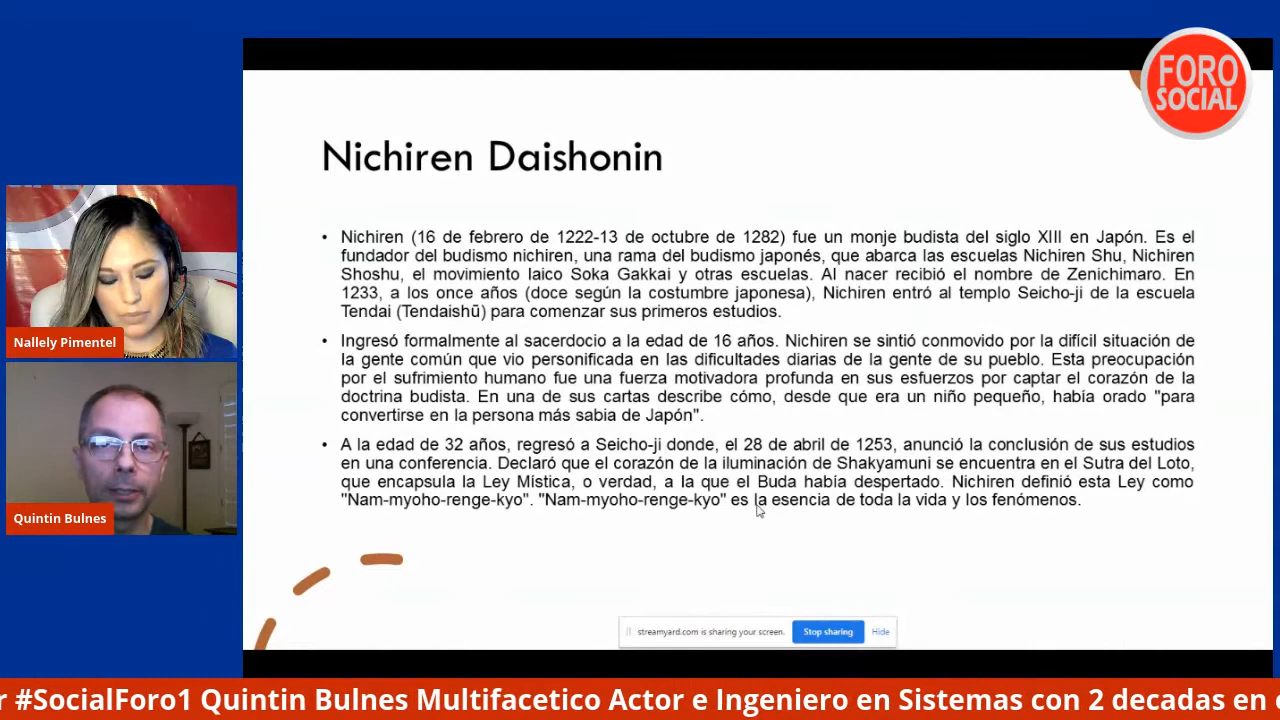 FORO
SOCIAL
Nichiren Daishonin
• Nichiren (16 de febrero de 1222-13 de octubre de 1282) fue un monje budista del siglo XIII en Japón. Es el
fundador del budismo nichiren, una rama del budismo japonés, que abarca las escuelas Nichiren Shu, Nichiren
Shoshu, el movimiento laico Soka Gakkai y otras escuelas. Al nacer recibió el nombre de Zenichimaro. En
1233, a los once años (doce según la costumbre japonesa), Nichiren entró al templo Seicho-ji de la escuela
Tendai (Tendaishū) para comenzar sus primeros estudios.
• Ingresó formalmente al sacerdocio a la edad de 16 años. Nichiren se sintió conmovido por la difícil situación de
la gente común que vio personificada en las dificultades diarias de la gente de su pueblo. Esta preocupación
por el sufrimiento humano fue una fuerza motivadora profunda en sus esfuerzos por captar el corazón de la
doctrina budista. En una de sus cartas describe cómo, desde que era un niño pequeño, había orado "para
convertirse en la persona más sabia de Japón".
• A la edad de 32 años, regresó a Seicho-ji donde, el 28 de abril de 1253, anunció la conclusión de sus estudios
en una conferencia. Declaró que el corazón de la iluminación de Shakyamuni se encuentra en el Sutra del Loto,
que encapsula la Ley Mística, o verdad, a la que el Buda había despertado. Nichiren definió esta Ley como
"Nam-myoho-renge-kyo". "Nam-myoho-renge-kyo" es la esencia de toda la vida y los fenómenos.
Nallely Pimentel
Quintin Bulnes
streamyard.com is sharing your screen. Stop sharing Hide
r #SocialForo1 Quintin Bulnes Multifacetico Actor e Ingeniero en Sistemas con 2 decadas en